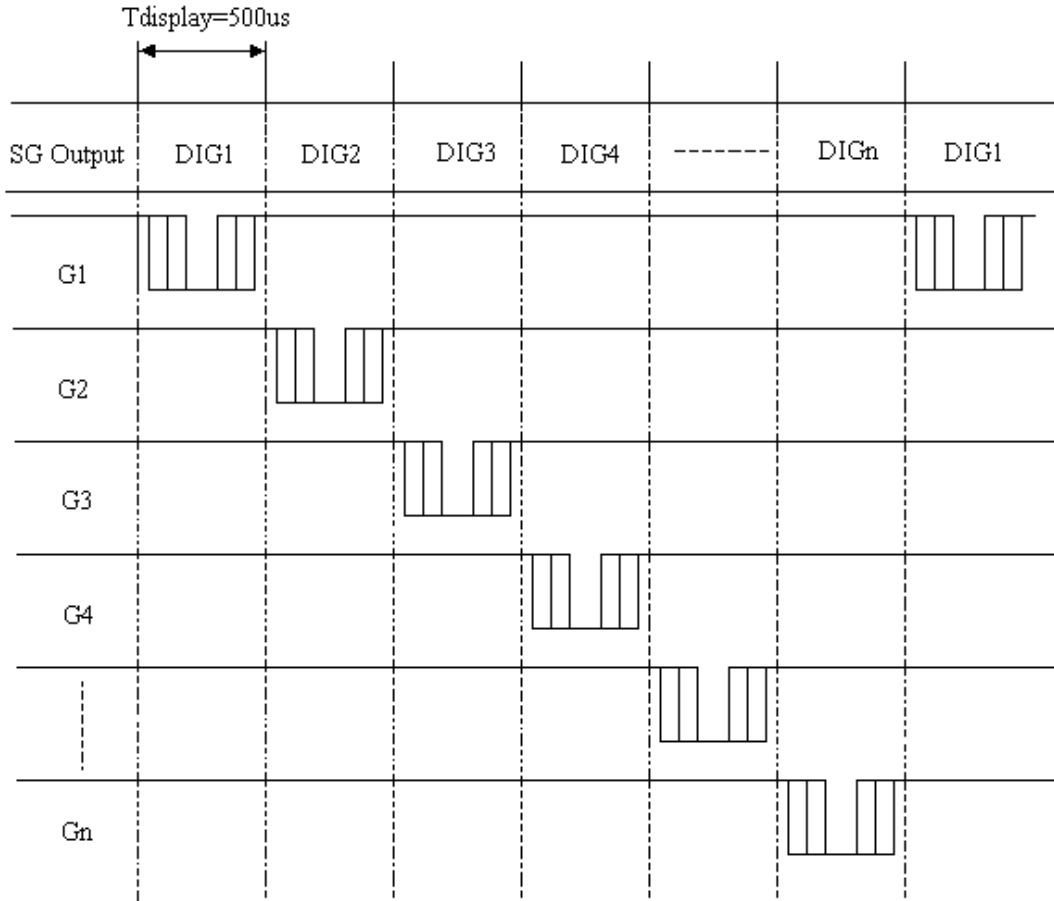 Tdisplay=500us
SG Output DIG1 DIG2 DIG3 DIG4 -------- DIGn DIG1
G1
G2
G3
G4
Gn